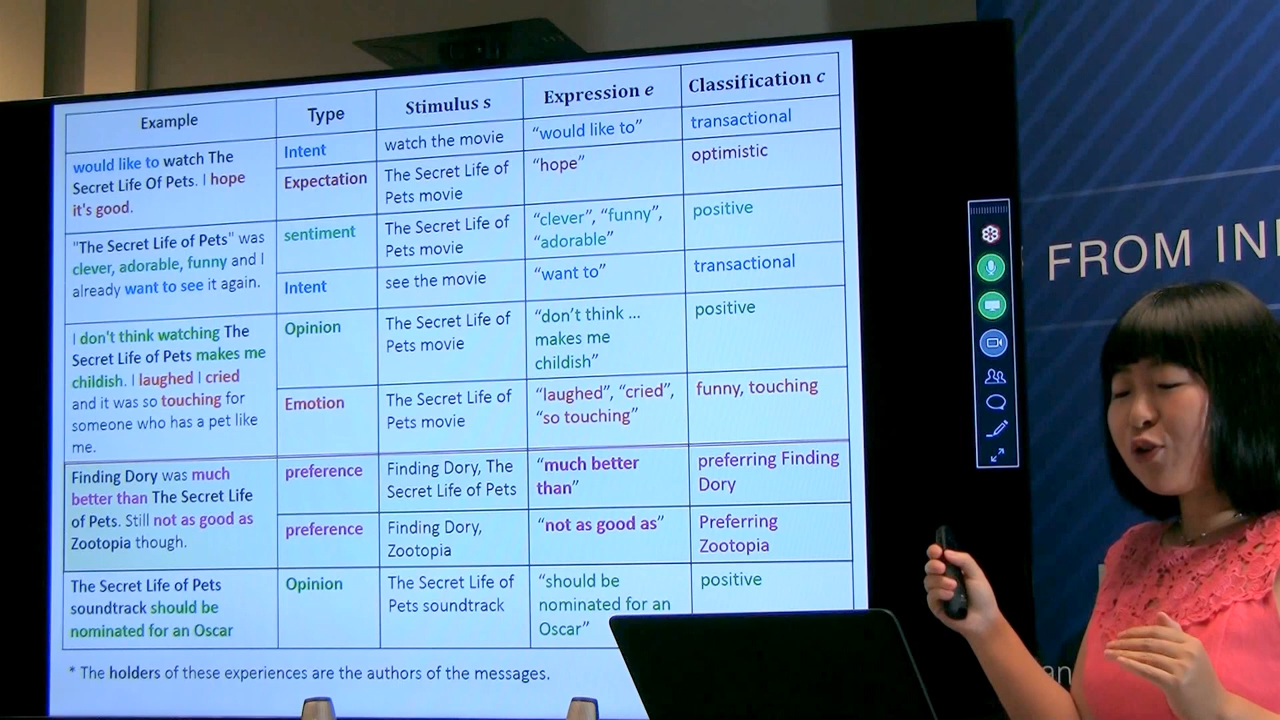 Example
Type
Stimulus s
Expression e
Classification c
would like to watch The
Secret Life Of Pets. I hope
it's good.
Intent
watch the movie
"would like to"
transactional
Expectation
The Secret Life of
Pets movie
"hope"
optimistic
"The Secret Life of Pets" was
clever, adorable, funny and I
already want to see it again.
sentiment
The Secret Life of
Pets movie
"clever", "funny",
"adorable"
positive
Intent
see the movie
"want to"
transactional
I don't think watching The
Secret Life of Pets makes me
childish. I laughed I cried
and it was so touching for
someone who has a pet like
me.
Opinion
The Secret Life of
Pets movie
"don't think ...
makes me
childish"
positive
Emotion
The Secret Life of
Pets movie
"laughed", "cried",
"so touching"
funny, touching
Finding Dory was much
better than The Secret Life
of Pets. Still not as good as
Zootopia though.
preference
Finding Dory, The
Secret Life of Pets
"much better
than"
preferring Finding
Dory
preference
Finding Dory,
Zootopia
"not as good as"
Preferring
Zootopia
The Secret Life of Pets
soundtrack should be
nominated for an Oscar
Opinion
The Secret Life of
Pets soundtrack
"should be
nominated for an
Oscar"
positive
* The holders of these experiences are the authors of the messages.
FROM